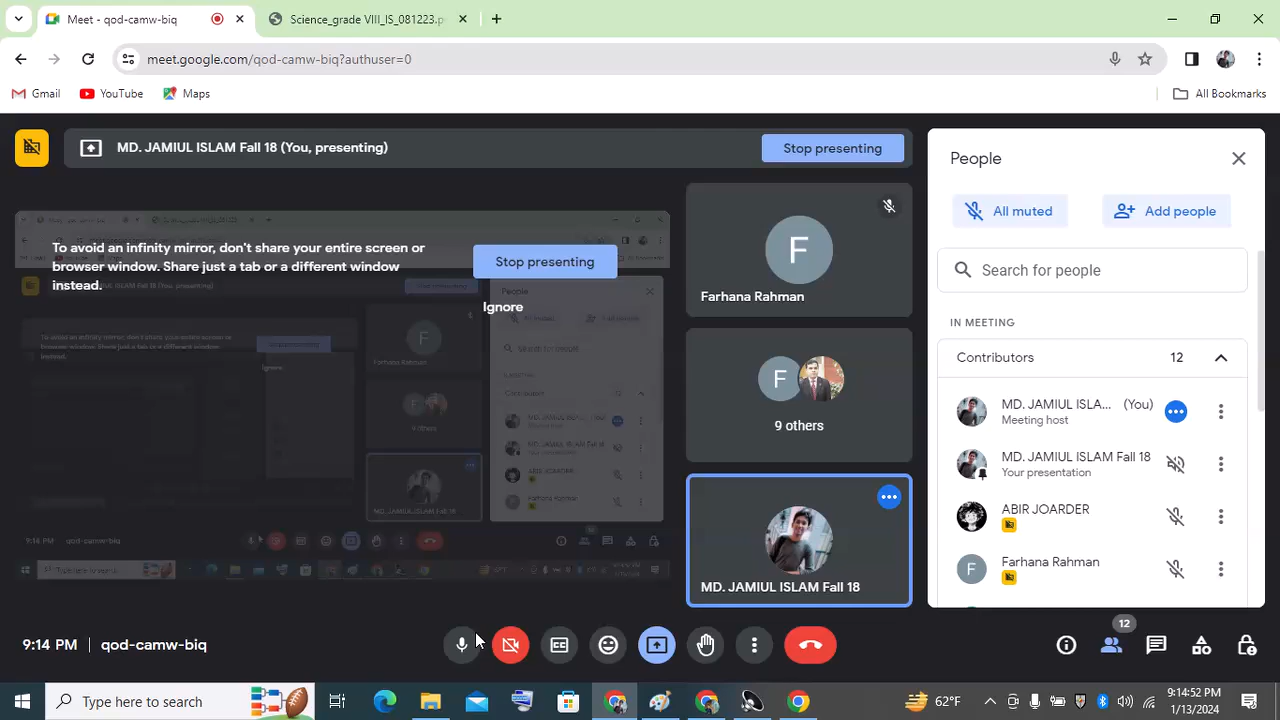 Meet - qod-camw-biq
Science_grade VIII_IS_081223.p
meet.google.com/qod-camw-biq?authuser=0
Gmail
YouTube
Maps
All Bookmarks
MD. JAMIUL ISLAM Fall 18 (You, presenting)
Stop presenting
To avoid an infinity mirror, don't share your entire screen or
browser window. Share just a tab or a different window
instead.
Stop presenting
Ignore
Farhana Rahman
9 others
MD. JAMIUL ISLAM Fall 18
People
All muted
Add people
Search for people
IN MEETING
Contributors 12
MD. JAMIUL ISLA... (You)
Meeting host
MD. JAMIUL ISLAM Fall 18
Your presentation
ABIR JOARDER
Farhana Rahman
9:14 PM | qod-camw-biq
12
Type here to search
62°F
9:14:52 PM
1/13/2024